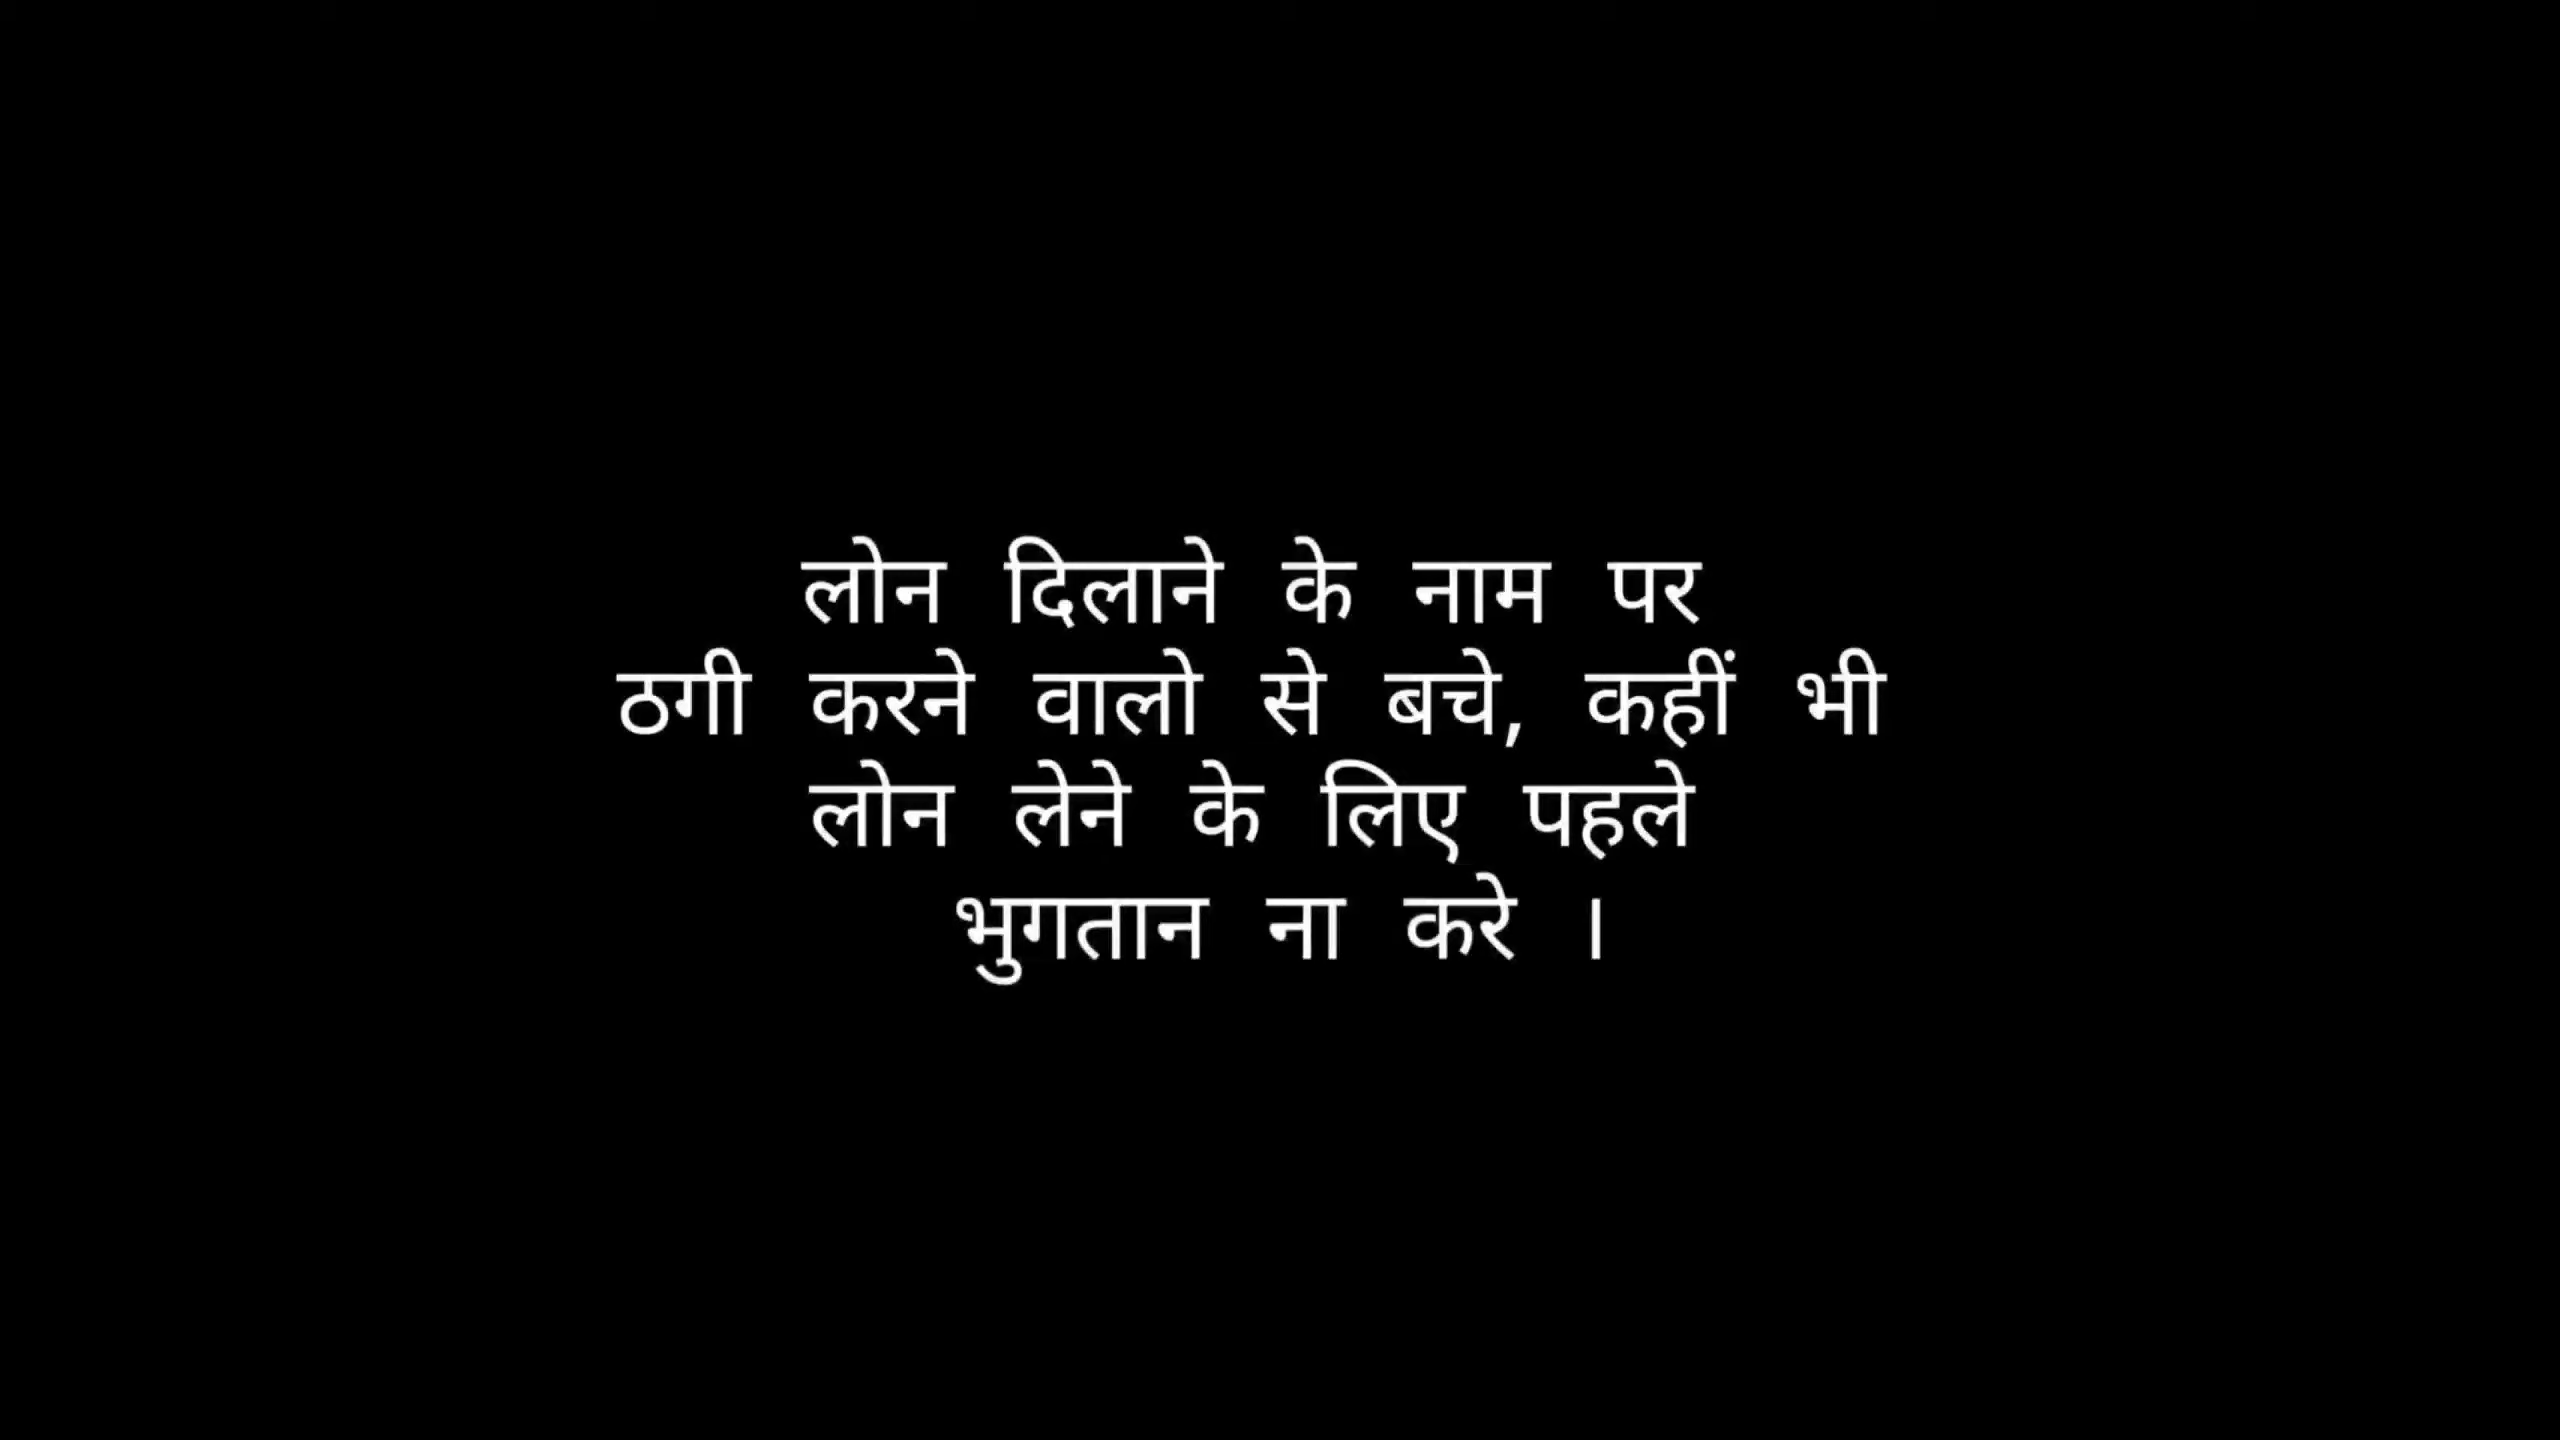 लोन दिलाने के नाम पर
ठगी करने वालो से बचे, कहीं भी
लोन लेने के लिए पहले
भुगतान ना करे ।